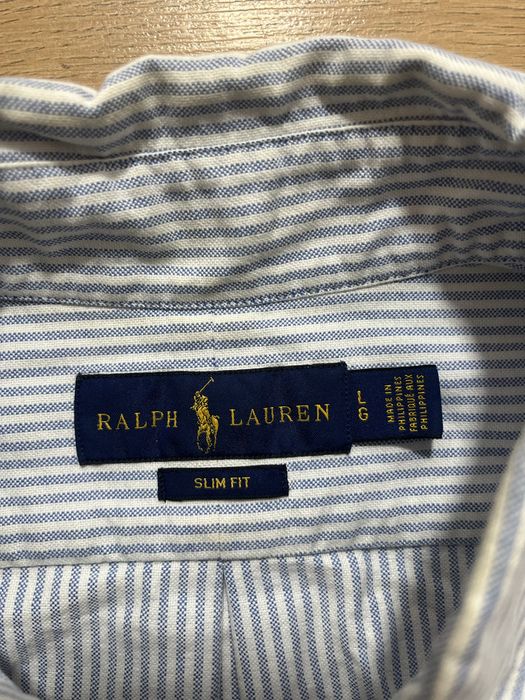 RALPH LAUREN
L
G
MADE IN
PHILIPPINES
FABRIQUÉ AUX
PHILIPPINES
SLIM FIT